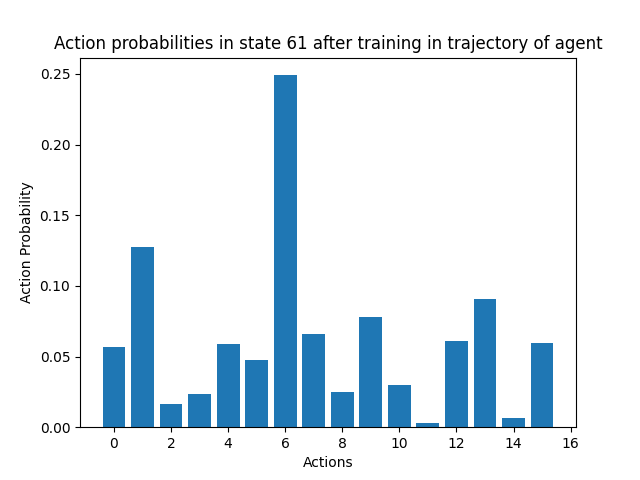 Action probabilities in state 61 after training in trajectory of agent
0.25
0.20
0.15
0.10
0.05
0.00
Action Probability
0 2 4 6 8 10 12 14 16
Actions